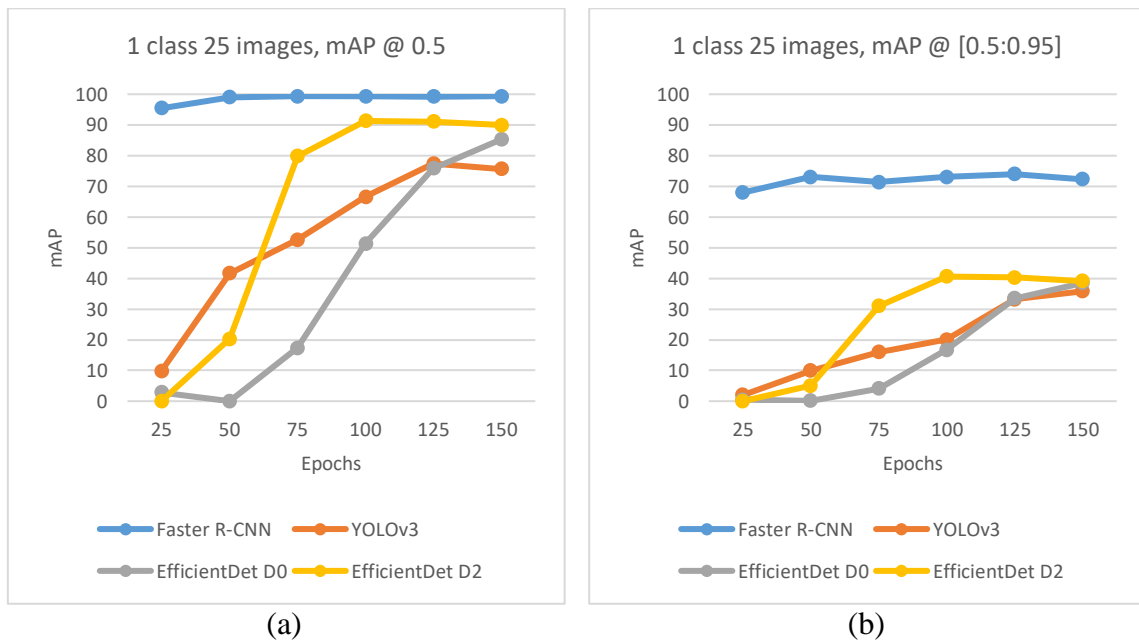 1 class 25 images, mAP @ 0.5
100
90
80
70
60
50
40
30
20
10
0
mAP
25 50 75 100 125 150
Epochs
Faster R-CNN YOLOv3
EfficientDet D0 EfficientDet D2
(a)
1 class 25 images, mAP @ [0.5:0.95]
100
90
80
70
60
50
40
30
20
10
0
mAP
25 50 75 100 125 150
Epochs
Faster R-CNN YOLOv3
EfficientDet D0 EfficientDet D2
(b)